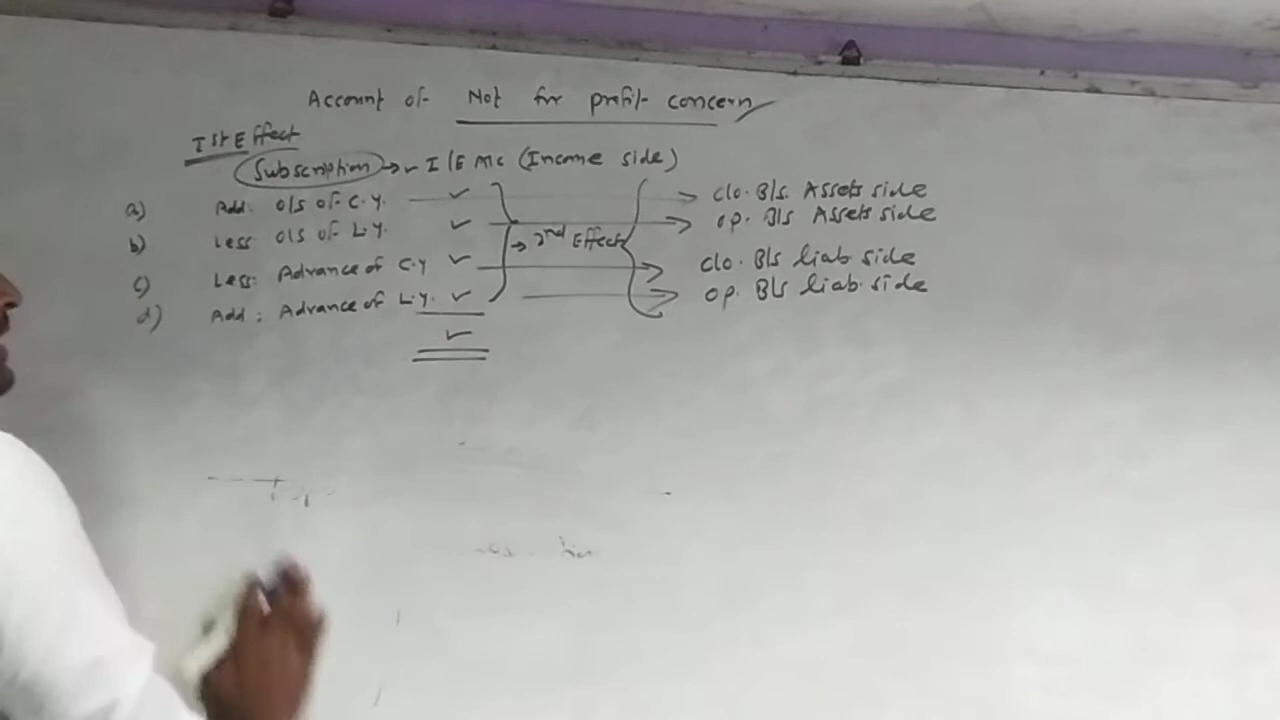 Account of Not for profit concern
Ist Effect
Subscription → I/E A/c (Income side)
a) Add: O/s of C.Y. ✓ → clo. B/s. Assets side
b) Less: O/s of L.Y. ✓ → op. B/s Assets side
→ 2nd Effect
c) Less: Advance of C.Y ✓ → clo. B/s liab side
d) Add: Advance of L.Y. ✓ → op. B/s liab. side
✓